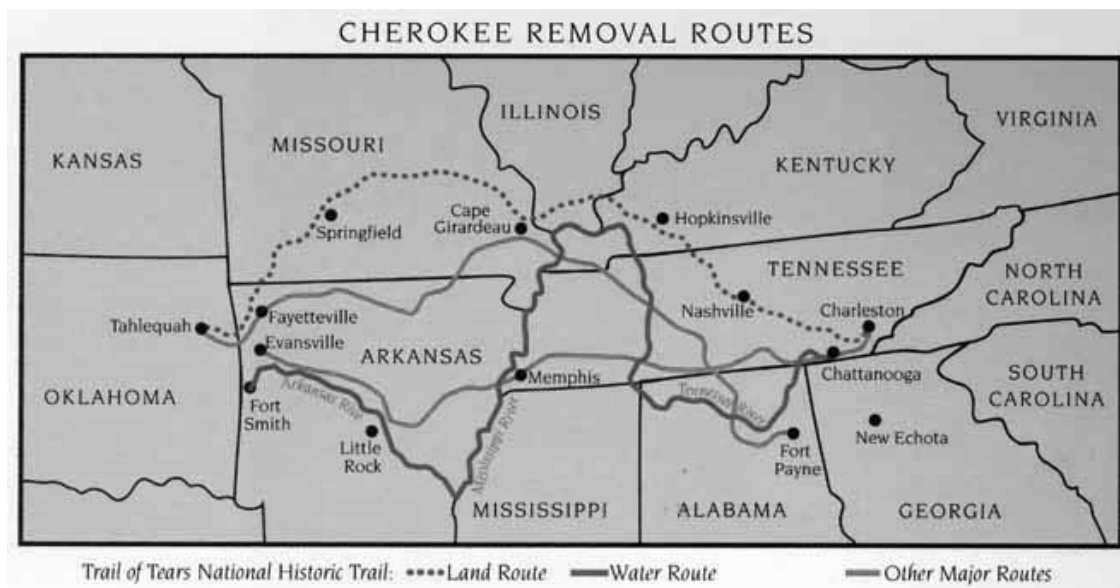 CHEROKEE REMOVAL ROUTES
ILLINOIS
VIRGINIA
MISSOURI
KANSAS
KENTUCKY
Cape
Girardeau
Hopkinsville
Springfield
TENNESSEE
NORTH
CAROLINA
Nashville
Charleston
Tahlequah
Fayetteville
Evansville
ARKANSAS
Memphis
Chattanooga
SOUTH
CAROLINA
OKLAHOMA
Fort
Smith
Arkansas River
Mississippi River
Tennessee River
Little
Rock
Fort
Payne
New Echota
MISSISSIPPI
ALABAMA
GEORGIA
Trail of Tears National Historic Trail: Land Route Water Route Other Major Routes